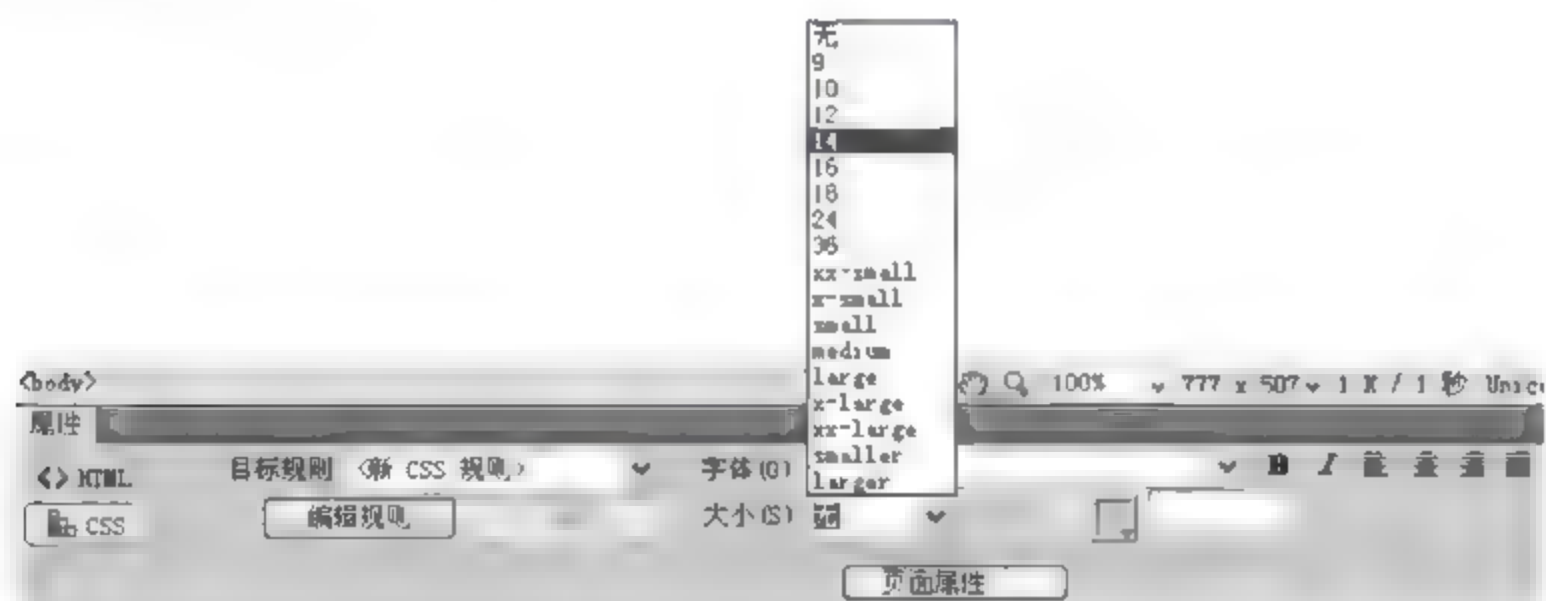 无
9
10
12
14
16
18
24
36
xx-small
x-small
small
medium
large
x-large
xx-large
smaller
larger
<body>
100% 777 x 507 1 K / 1 秒
属性
<> HTML
目标规则 <新 CSS 规则>
字体(O)
B I
CSS
编辑规则
大小(S)
页面属性